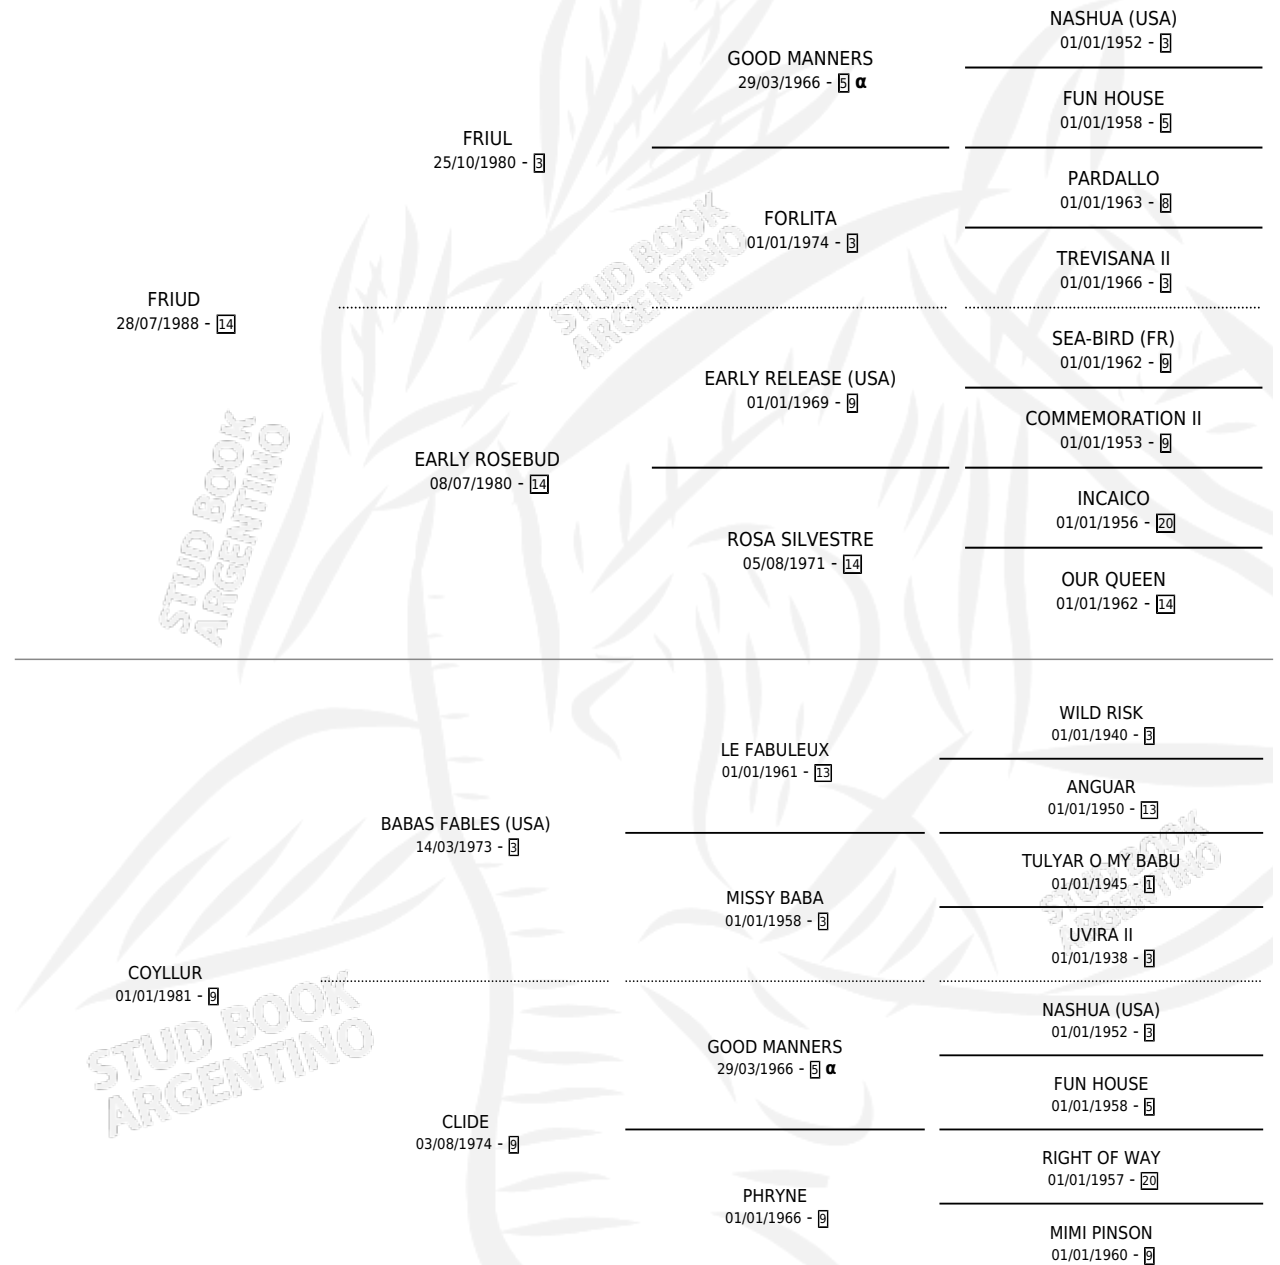 NASHUA (USA)
01/01/1952 - 3
GOOD MANNERS
29/03/1966 - 5 α
FUN HOUSE
01/01/1958 - 5
FRIUL
25/10/1980 - 3
PARDALLO
01/01/1963 - 8
FORLITA
01/01/1974 - 3
TREVISANA II
01/01/1966 - 3
FRIUD
28/07/1988 - 14
SEA-BIRD (FR)
01/01/1962 - 9
EARLY RELEASE (USA)
01/01/1969 - 9
COMMEMORATION II
01/01/1953 - 9
EARLY ROSEBUD
08/07/1980 - 14
INCAICO
01/01/1956 - 20
ROSA SILVESTRE
05/08/1971 - 14
OUR QUEEN
01/01/1962 - 14
WILD RISK
01/01/1940 - 3
LE FABULEUX
01/01/1961 - 13
ANGUAR
01/01/1950 - 13
BABAS FABLES (USA)
14/03/1973 - 3
TULYAR O MY BABU
01/01/1945 - 1
MISSY BABA
01/01/1958 - 3
UVIRA II
01/01/1938 - 3
COYLLUR
01/01/1981 - 9
NASHUA (USA)
01/01/1952 - 3
GOOD MANNERS
29/03/1966 - 5 α
FUN HOUSE
01/01/1958 - 5
CLIDE
03/08/1974 - 9
RIGHT OF WAY
01/01/1957 - 20
PHRYNE
01/01/1966 - 9
MIMI PINSON
01/01/1960 - 9
STUD BOOK
ARGENTINO
STUD BOOK
ARGENTINO
STUD BOOK
ARGENTINO
STUD BOOK
ARGENTINO